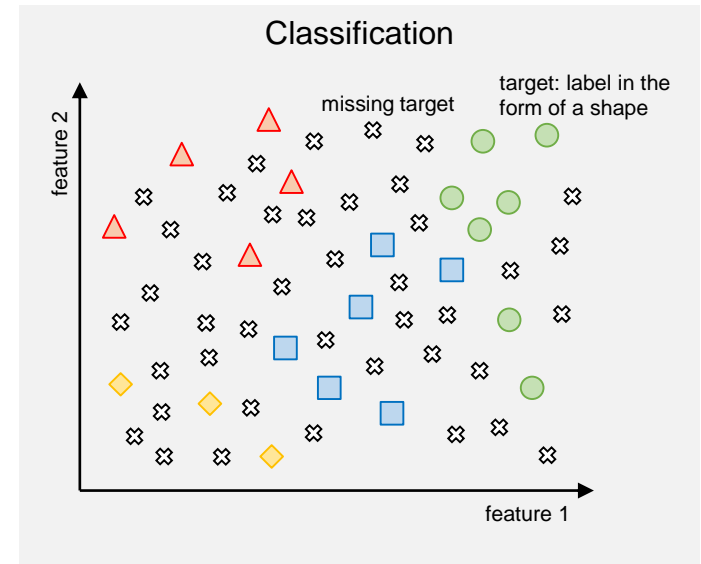 Classification
target: label in the
form of a shape
missing target
feature 2
feature 1